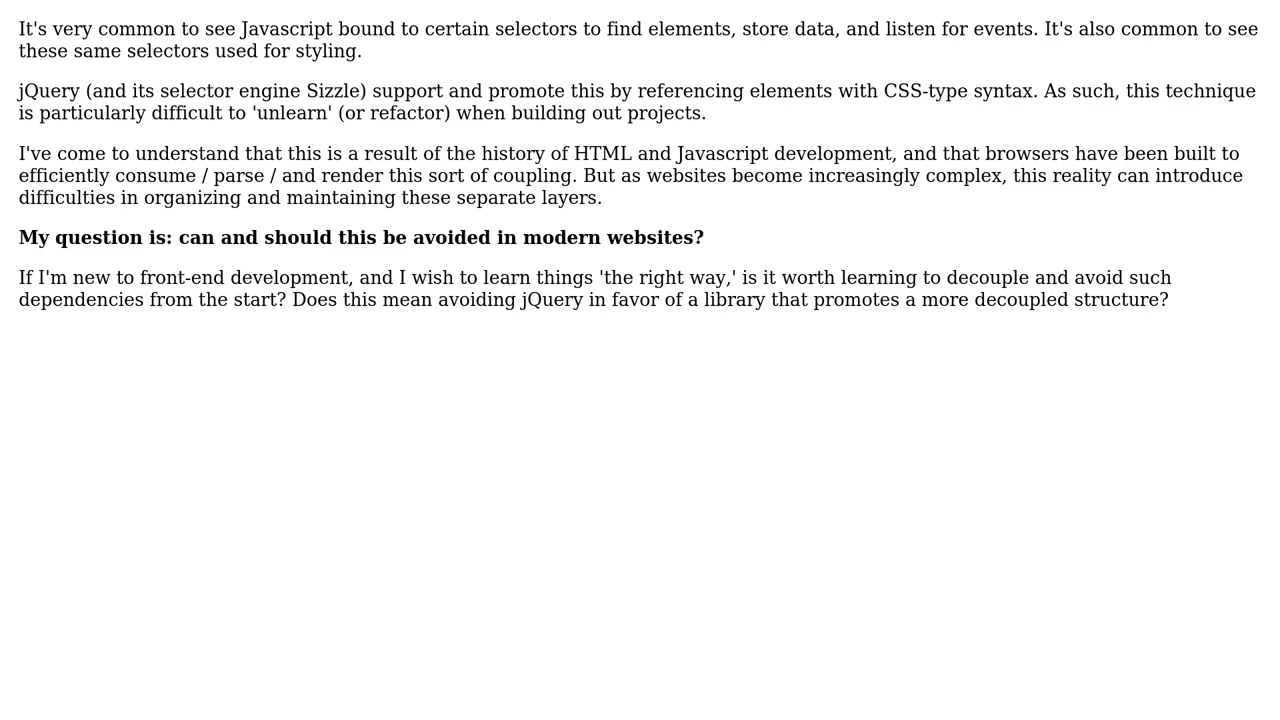 It's very common to see Javascript bound to certain selectors to find elements, store data, and listen for events. It's also common to see
these same selectors used for styling.
jQuery (and its selector engine Sizzle) support and promote this by referencing elements with CSS-type syntax. As such, this technique
is particularly difficult to 'unlearn' (or refactor) when building out projects.
I've come to understand that this is a result of the history of HTML and Javascript development, and that browsers have been built to
efficiently consume / parse / and render this sort of coupling. But as websites become increasingly complex, this reality can introduce
difficulties in organizing and maintaining these separate layers.
My question is: can and should this be avoided in modern websites?
If I'm new to front-end development, and I wish to learn things 'the right way,' is it worth learning to decouple and avoid such
dependencies from the start? Does this mean avoiding jQuery in favor of a library that promotes a more decoupled structure?